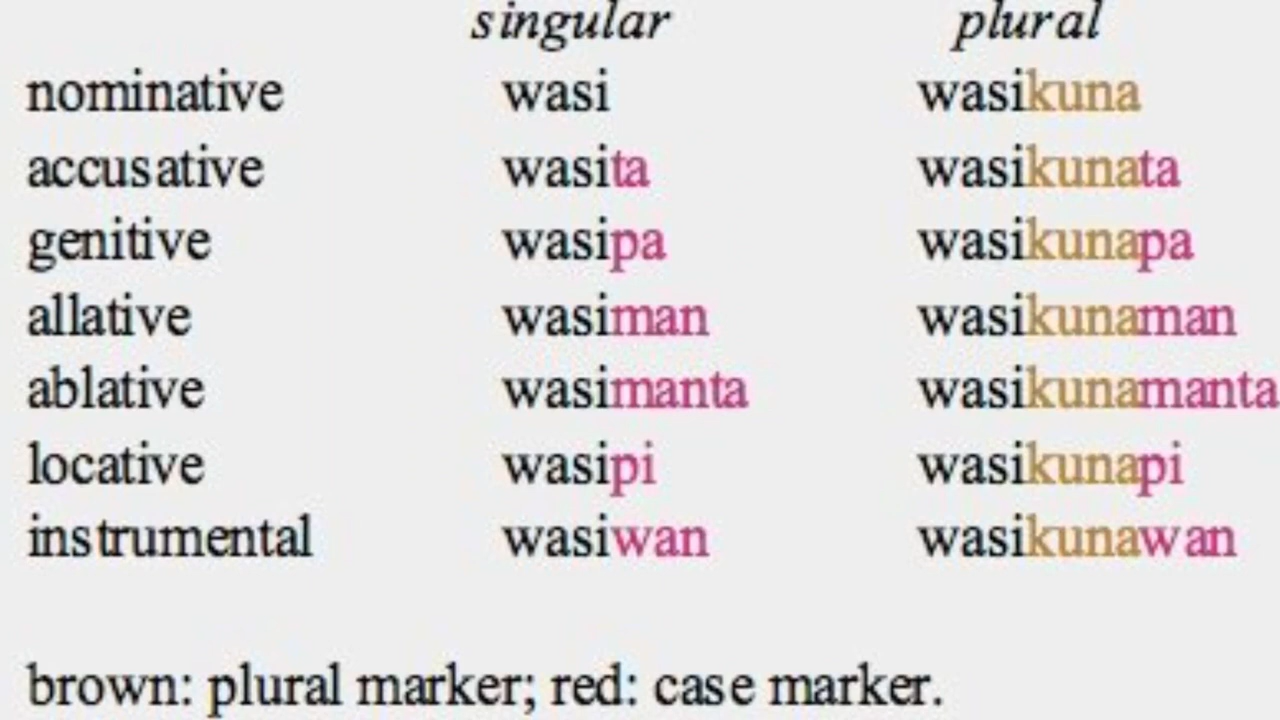 singular plural
nominative wasi wasikuna
accusative wasita wasikunata
genitive wasipa wasikunapa
allative wasiman wasikunaman
ablative wasimanta wasikunamanta
locative wasipi wasikunapi
instrumental wasiwan wasikunawan
brown: plural marker; red: case marker.